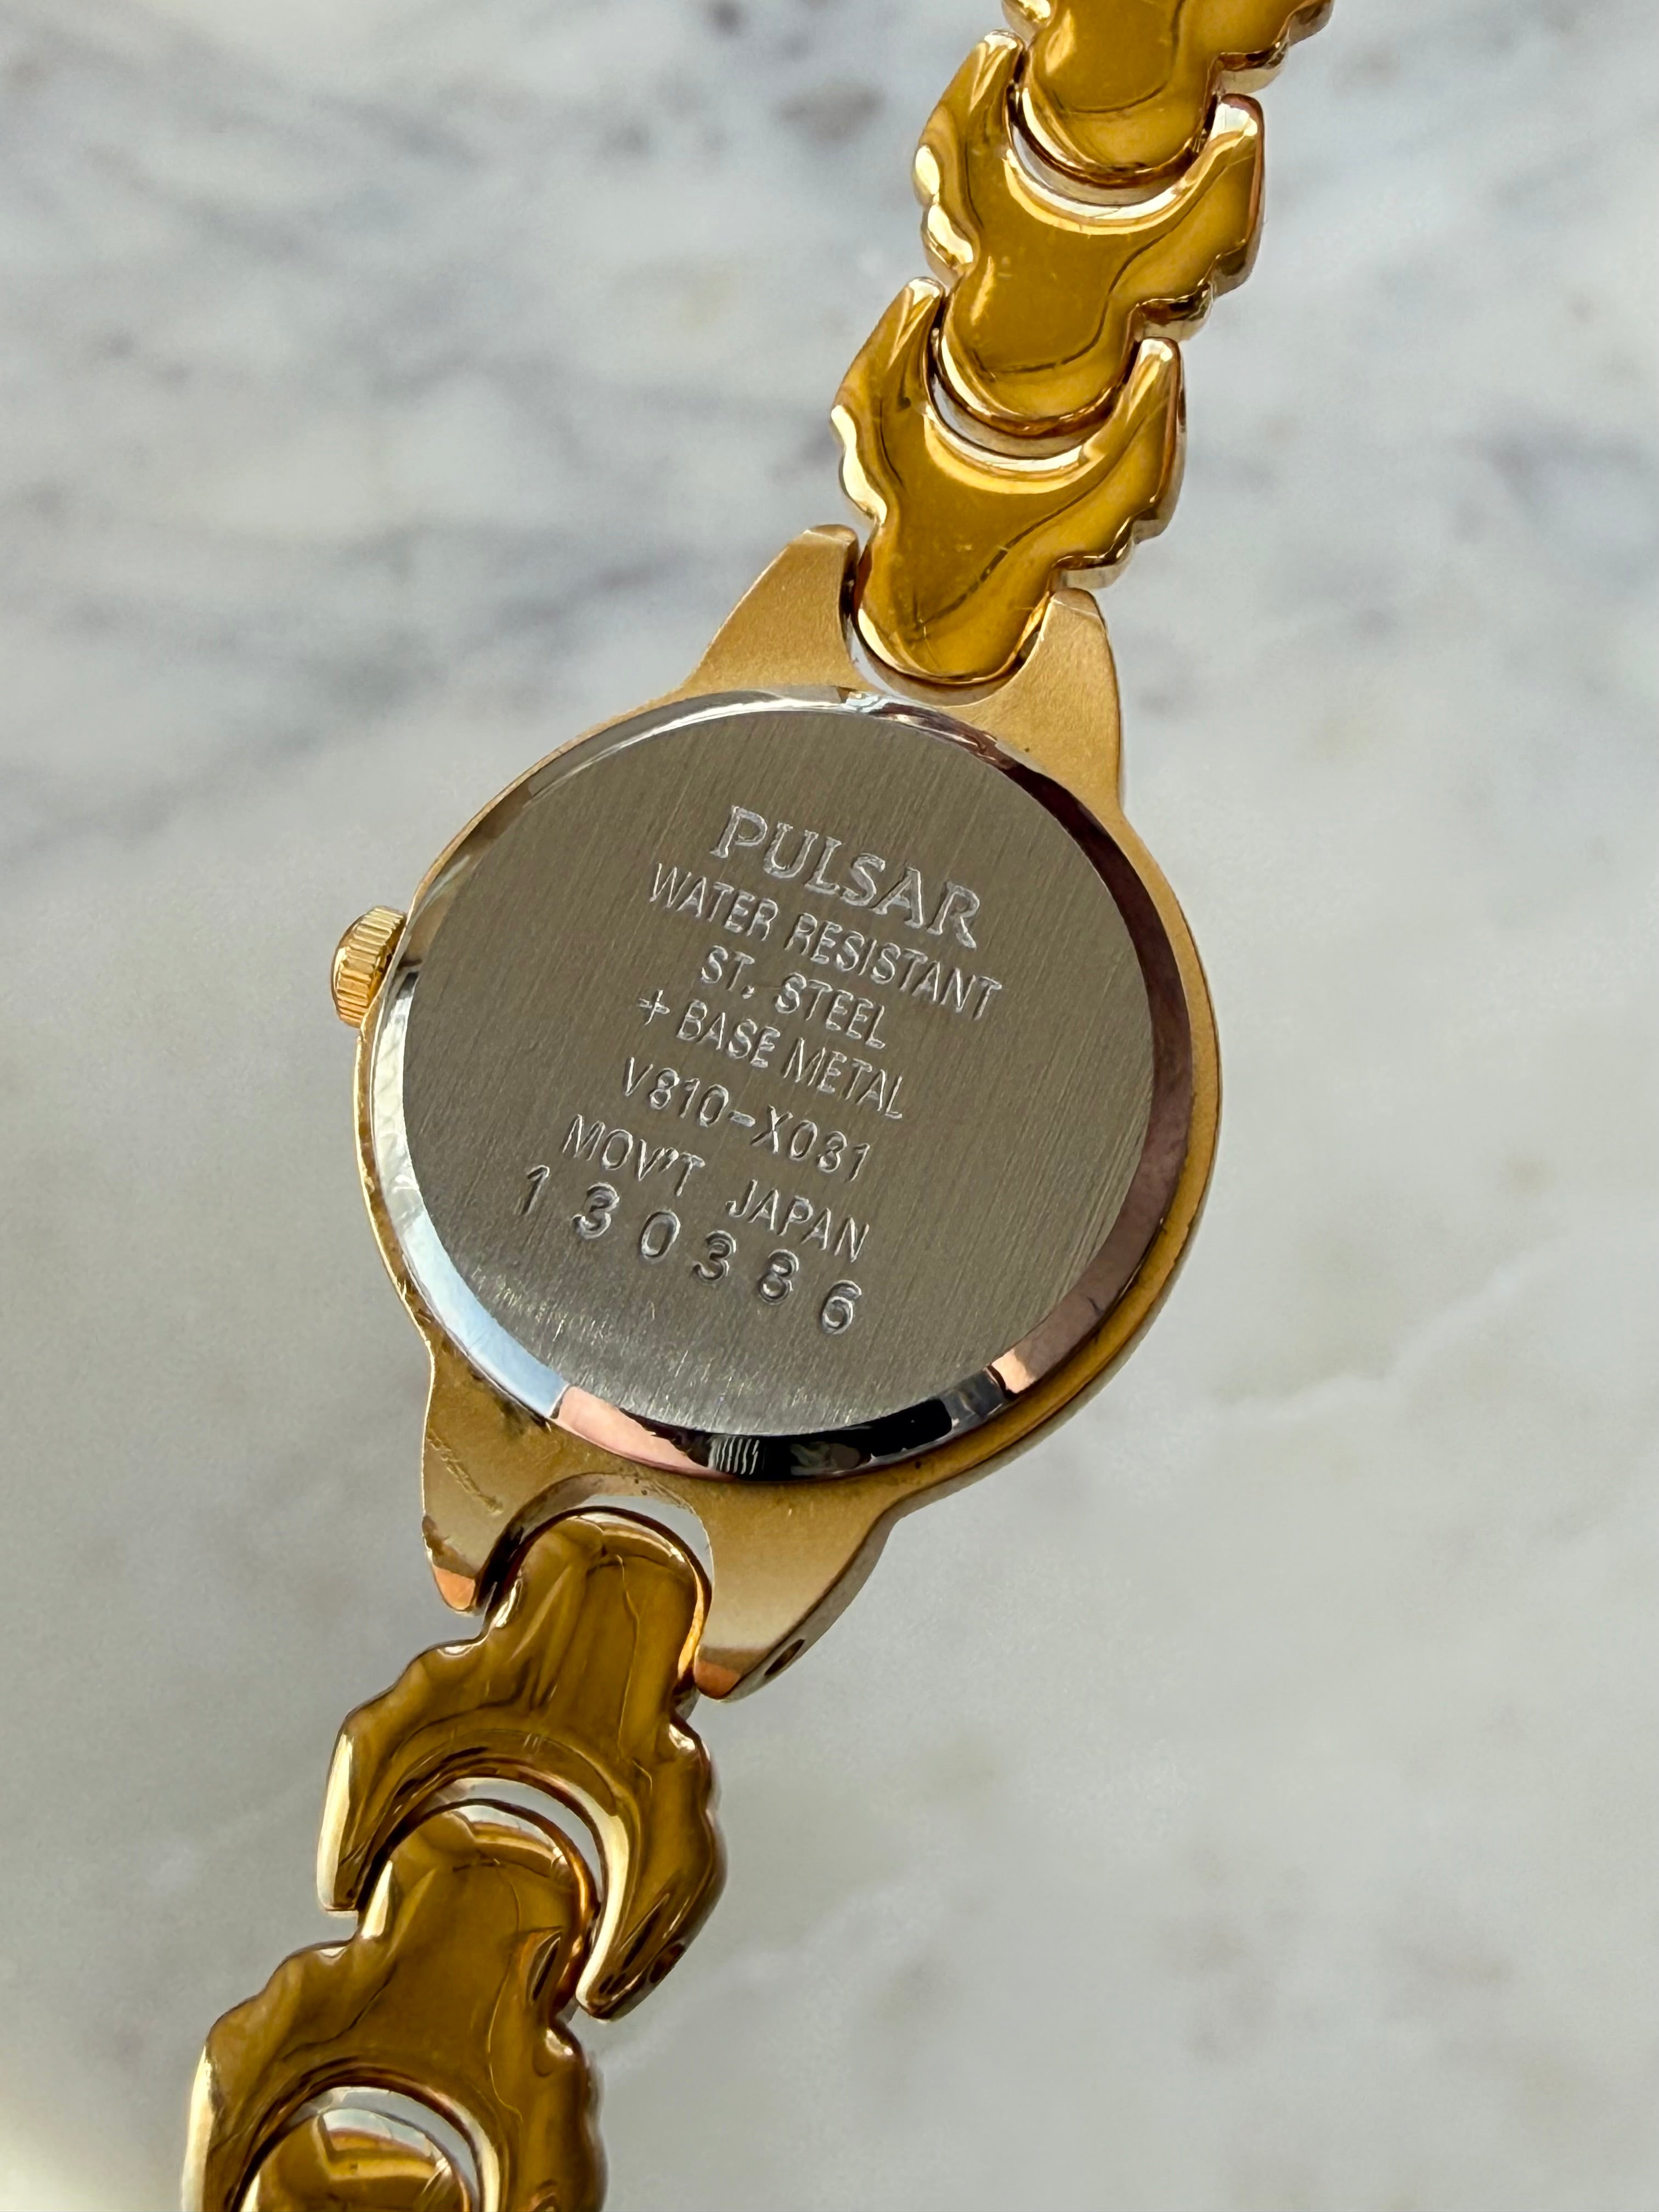 PULSAR
WATER RESISTANT
ST. STEEL
+ BASE METAL
V810-X031
MOV'T JAPAN
130386